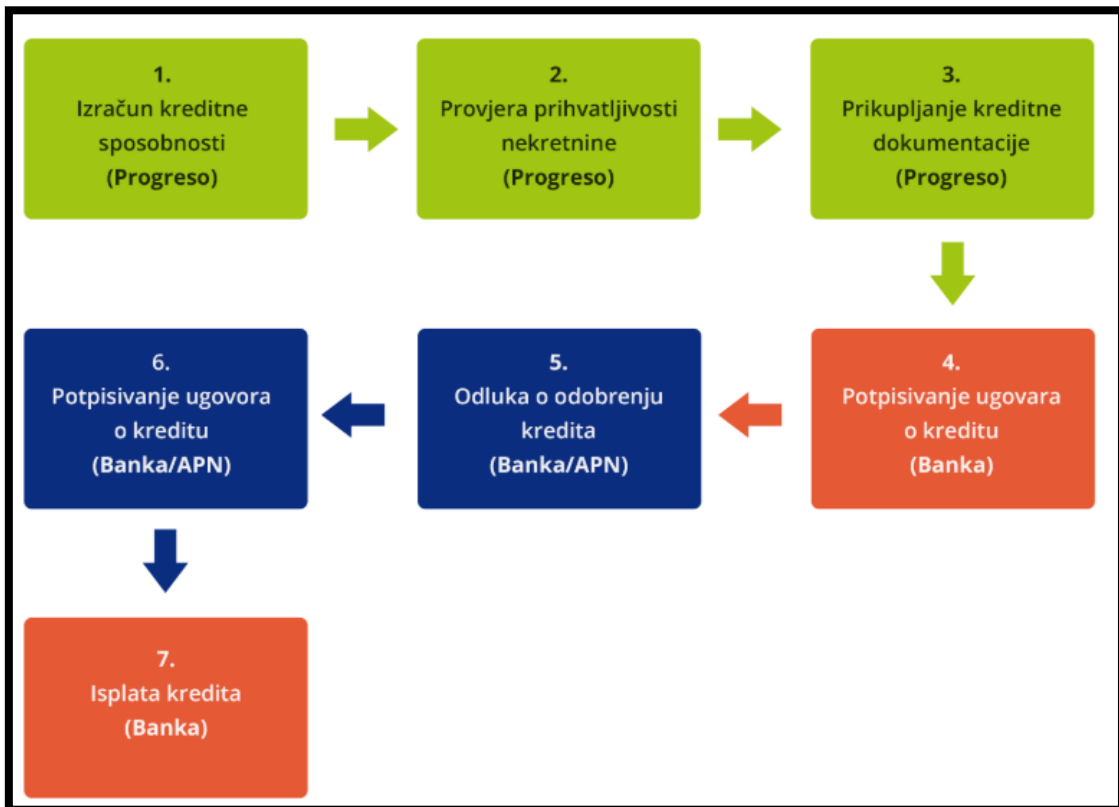 1.
Izračun kreditne
sposobnosti
(Progreso)
2.
Provjera prihvatljivosti
nekretnine
(Progreso)
3.
Prikupljanje kreditne
dokumentacije
(Progreso)
4.
Potpisivanje ugovara
o kreditu
(Banka)
5.
Odluka o odobrenju
kredita
(Banka/APN)
6.
Potpisivanje ugovora
o kreditu
(Banka/APN)
7.
Isplata kredita
(Banka)